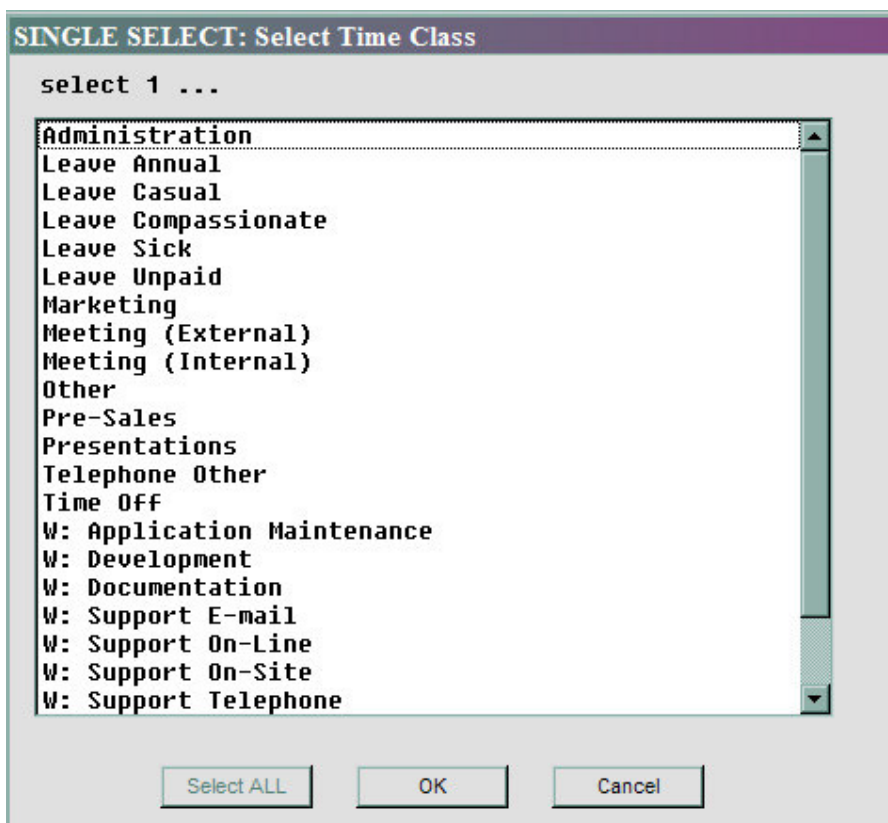 SINGLE SELECT: Select Time Class
select 1 ...
Administration
Leave Annual
Leave Casual
Leave Compassionate
Leave Sick
Leave Unpaid
Marketing
Meeting (External)
Meeting (Internal)
Other
Pre-Sales
Presentations
Telephone Other
Time Off
W: Application Maintenance
W: Development
W: Documentation
W: Support E-mail
W: Support On-Line
W: Support On-Site
W: Support Telephone
Select ALL OK Cancel